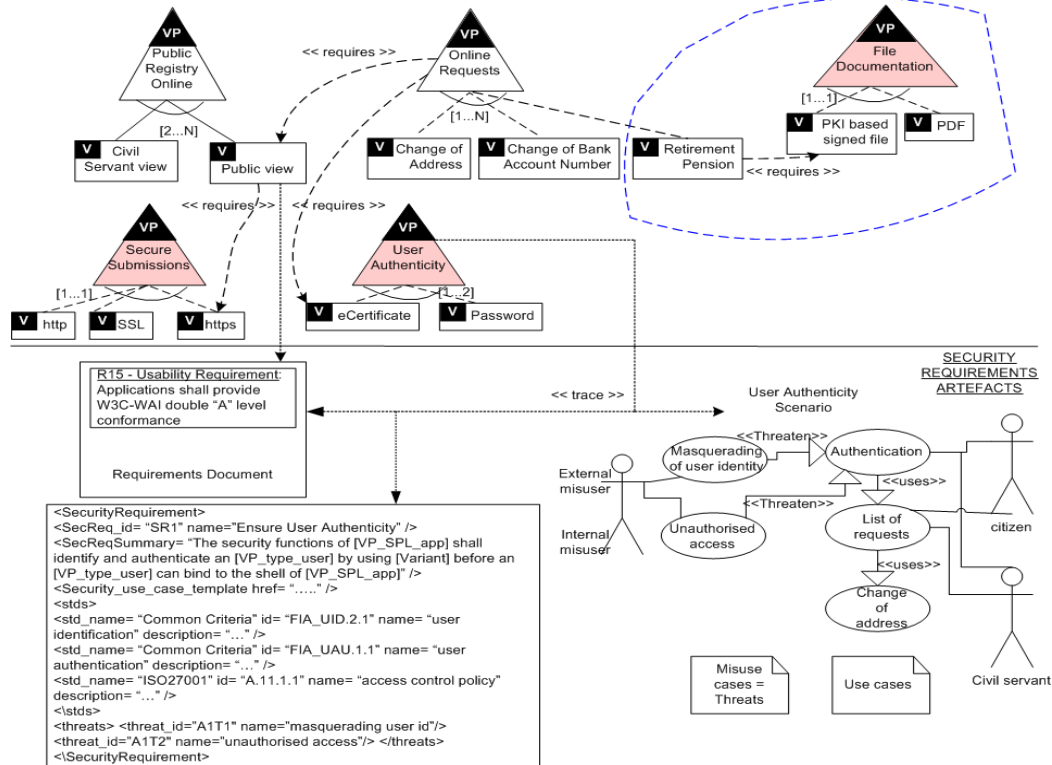 VP
Public
Registry
Online
[2...N]
V Civil
Servant view
V
Public view
<< requires >>
VP
Online
Requests
[1...N]
V Change of
Address
V Change of Bank
Account Number
V Retirement
Pension
<< requires >>
VP
File
Documentation
[1...1]
V PKI based
signed file
V PDF
<< requires >>
<< requires >>
VP
Secure
Submissions
[1...1]
V http
V SSL
V https
VP
User
Authenticity
[1...2]
V eCertificate
V Password
R15 - Usability Requirement:
Applications shall provide
W3C-WAI double “A” level
conformance
Requirements Document
<< trace >>
SECURITY
REQUIREMENTS
ARTEFACTS
User Authenticity
Scenario
<<Threaten>>
Masquerading
of user identity
Authentication
External
misuser
<<uses>>
<<Threaten>>
Internal
misuser
Unauthorised
access
List of
requests
citizen
<<uses>>
Change
of
address
Misuse
cases =
Threats
Use cases
Civil servant
<SecurityRequirement>
<SecReq_id= “SR1” name=”Ensure User Authenticity” />
<SecReqSummary= “The security functions of [VP_SPL_app] shall
identify and authenticate an [VP_type_user] by using [Variant] before an
[VP_type_user] can bind to the shell of [VP_SPL_app]” />
<Security_use_case_template href= “…..” />
<stds>
<std_name= “Common Criteria” id= “FIA_UID.2.1” name= “user
identification” description= “…” />
<std_name= “Common Criteria” id= “FIA_UAU.1.1” name= “user
authentication” description= “…” />
<std_name= “ISO27001” id= “A.11.1.1” name= “access control policy”
description= “…” />
<\stds>
<threats> <threat_id=”A1T1” name=”masquerading user id”/>
<threat_id=”A1T2” name=”unauthorised access”/> </threats>
<\SecurityRequirement>